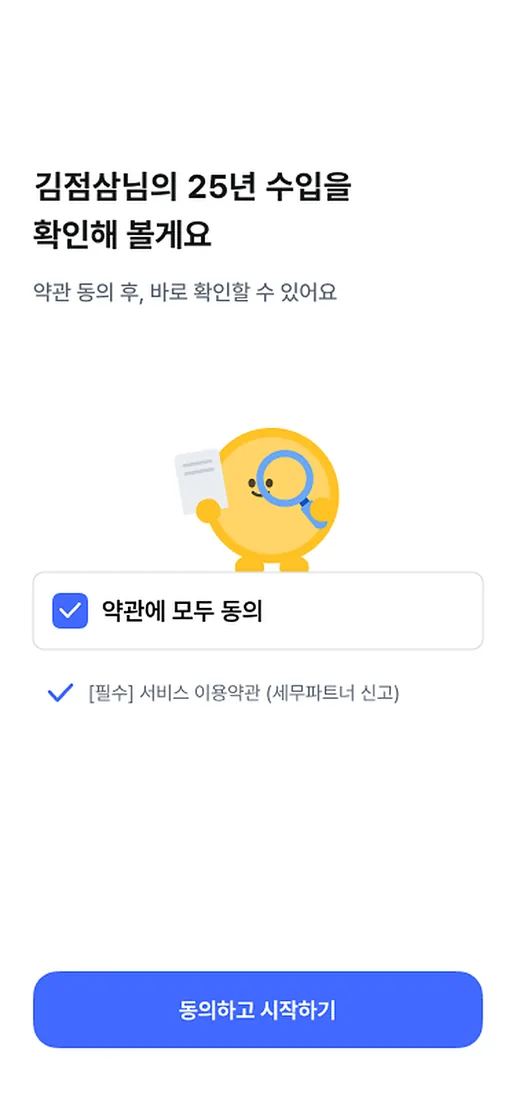 김점삼님의 25년 수입을
확인해 볼게요
약관 동의 후, 바로 확인할 수 있어요
약관에 모두 동의
[필수] 서비스 이용약관 (세무파트너 신고)
동의하고 시작하기